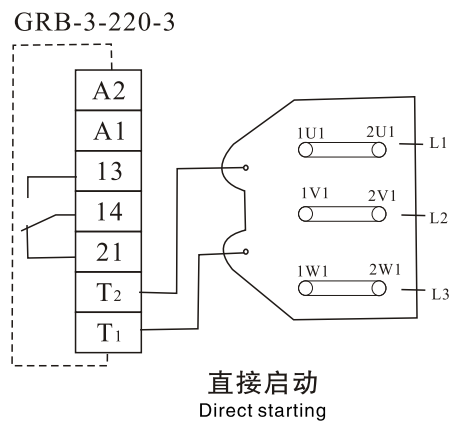 GRB-3-220-3
A2
A1
13
14
21
T2
T1
1U1 2U1 L1
1V1 2V1 L2
1W1 2W1 L3
直接启动
Direct starting